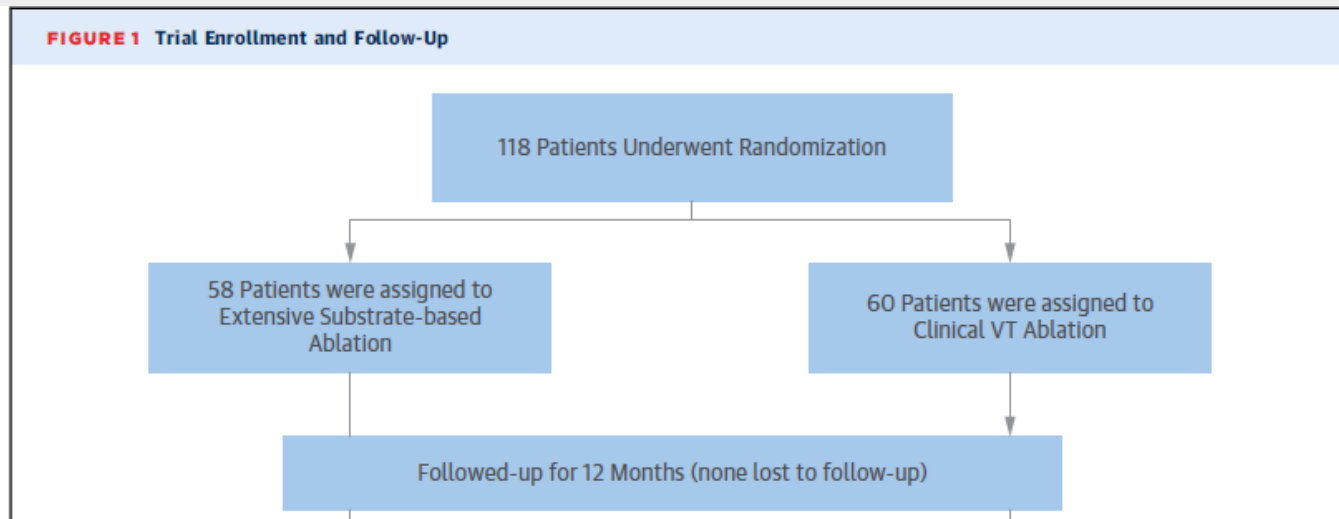 FIGURE 1 Trial Enrollment and Follow-Up
118 Patients Underwent Randomization
58 Patients were assigned to
Extensive Substrate-based
Ablation
60 Patients were assigned to
Clinical VT Ablation
Followed-up for 12 Months (none lost to follow-up)